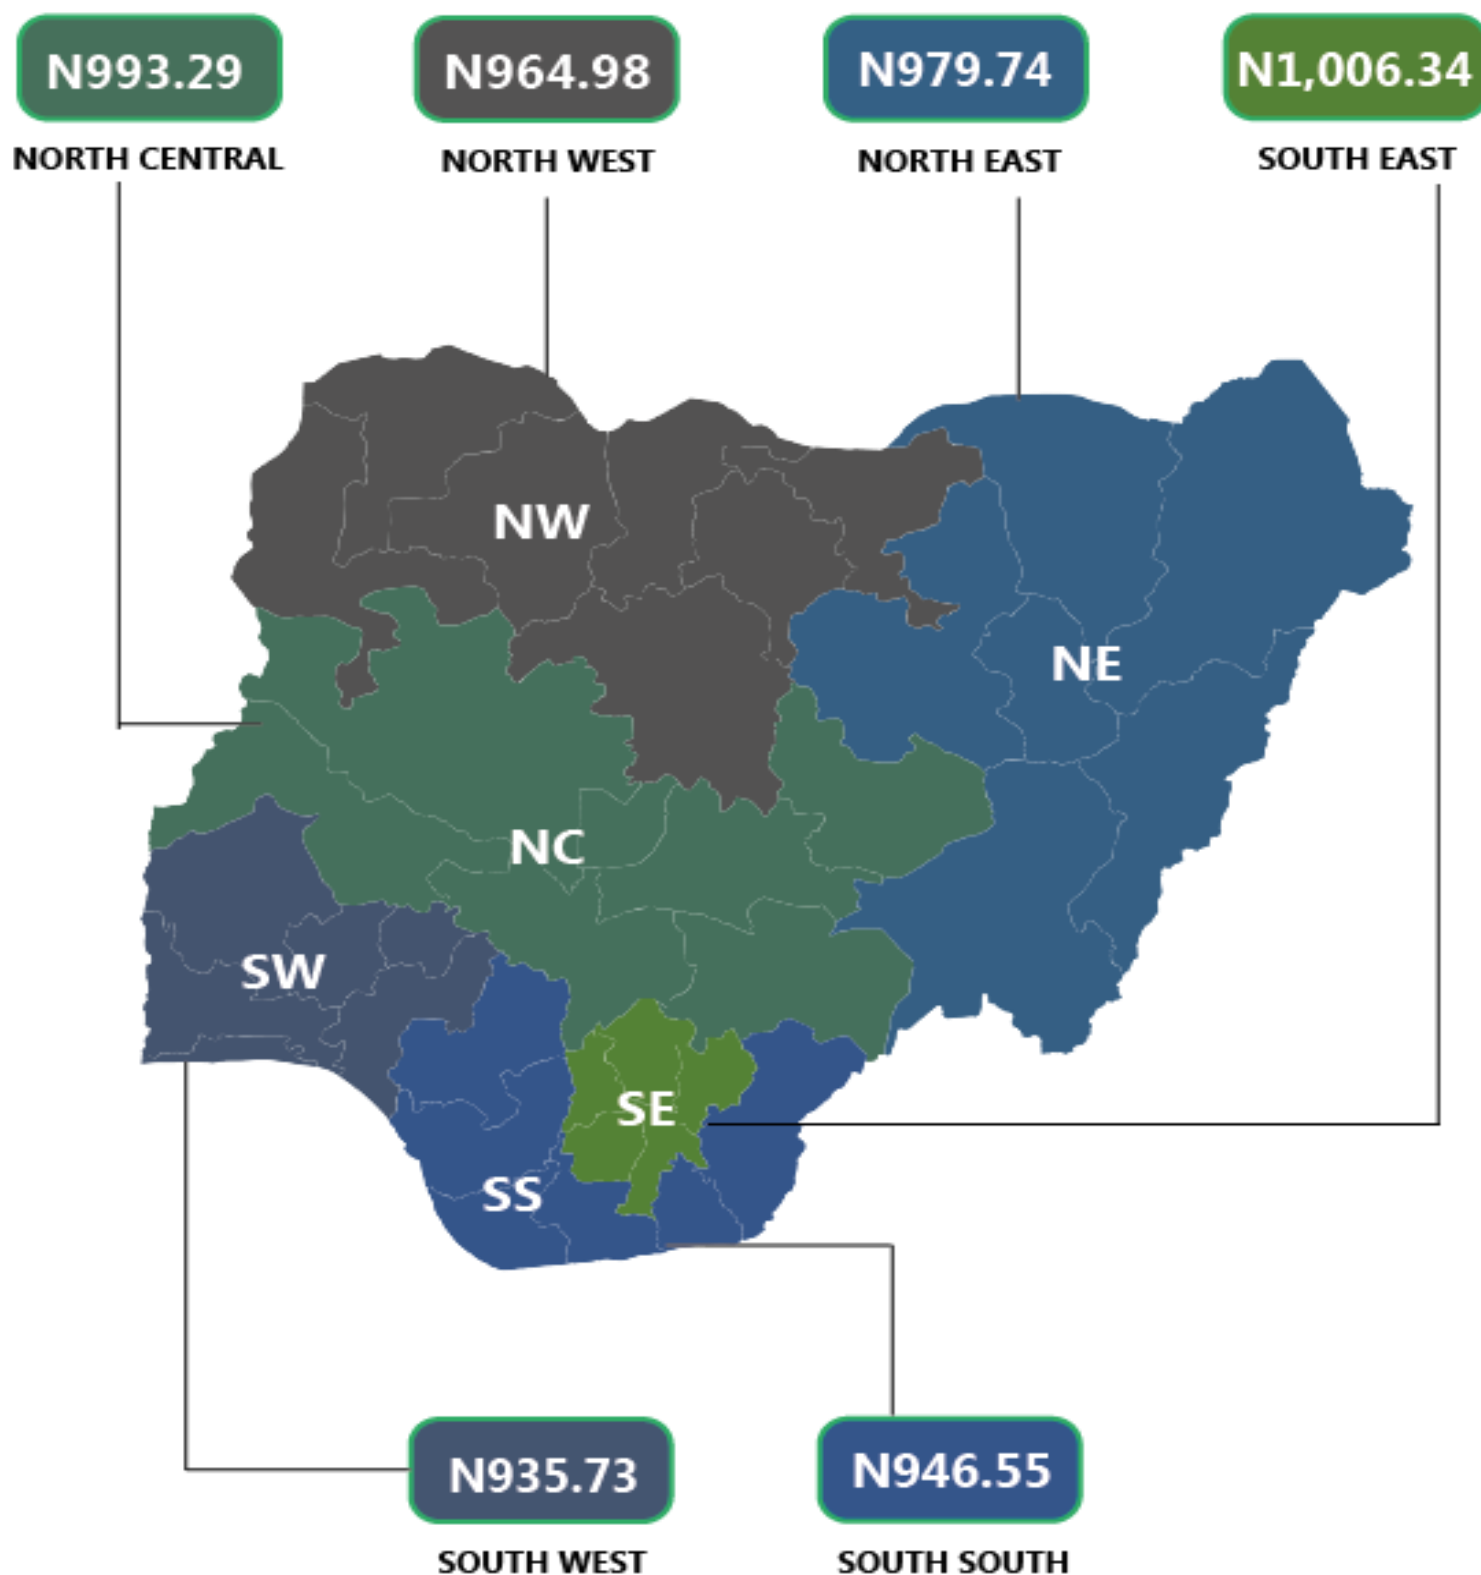 N993.29
N964.98
N979.74
N1,006.34
NORTH CENTRAL
NORTH WEST
NORTH EAST
SOUTH EAST
NW
NE
NC
SW
SE
SS
N935.73
N946.55
SOUTH WEST
SOUTH SOUTH